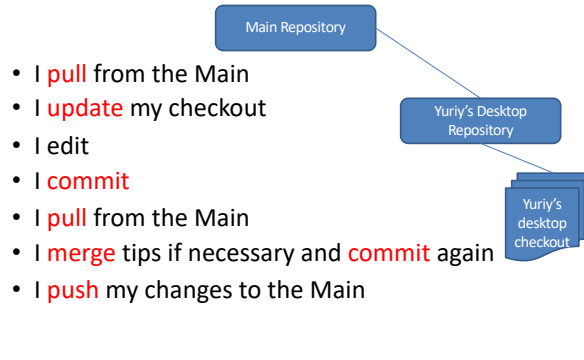 Main Repository
• I pull from the Main
• I update my checkout
• I edit
• I commit
• I pull from the Main
• I merge tips if necessary and commit again
• I push my changes to the Main
Yuriy's Desktop
Repository
Yuriy's
desktop
checkout